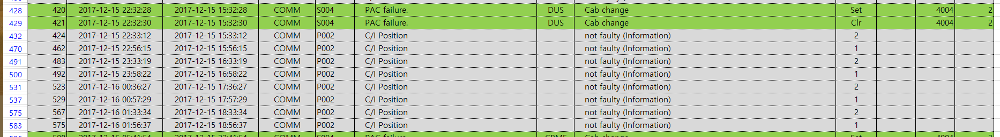 428 420 2017-12-15 22:32:28 2017-12-15 15:32:28 COMM S004 PAC failure. DUS Cab change Set 4004 2
429 421 2017-12-15 22:32:30 2017-12-15 15:32:30 COMM S004 PAC failure. DUS Cab change Clr 4004 2
432 424 2017-12-15 22:33:12 2017-12-15 15:33:12 COMM P002 C/I Position not faulty (Information) 2
470 462 2017-12-15 22:56:15 2017-12-15 15:56:15 COMM P002 C/I Position not faulty (Information) 1
491 483 2017-12-15 23:33:19 2017-12-15 16:33:19 COMM P002 C/I Position not faulty (Information) 2
500 492 2017-12-15 23:58:22 2017-12-15 16:58:22 COMM P002 C/I Position not faulty (Information) 1
531 523 2017-12-16 00:36:27 2017-12-15 17:36:27 COMM P002 C/I Position not faulty (Information) 2
537 529 2017-12-16 00:57:29 2017-12-15 17:57:29 COMM P002 C/I Position not faulty (Information) 1
575 567 2017-12-16 01:33:34 2017-12-15 18:33:34 COMM P002 C/I Position not faulty (Information) 2
583 575 2017-12-16 01:56:37 2017-12-15 18:56:37 COMM P002 C/I Position not faulty (Information) 1